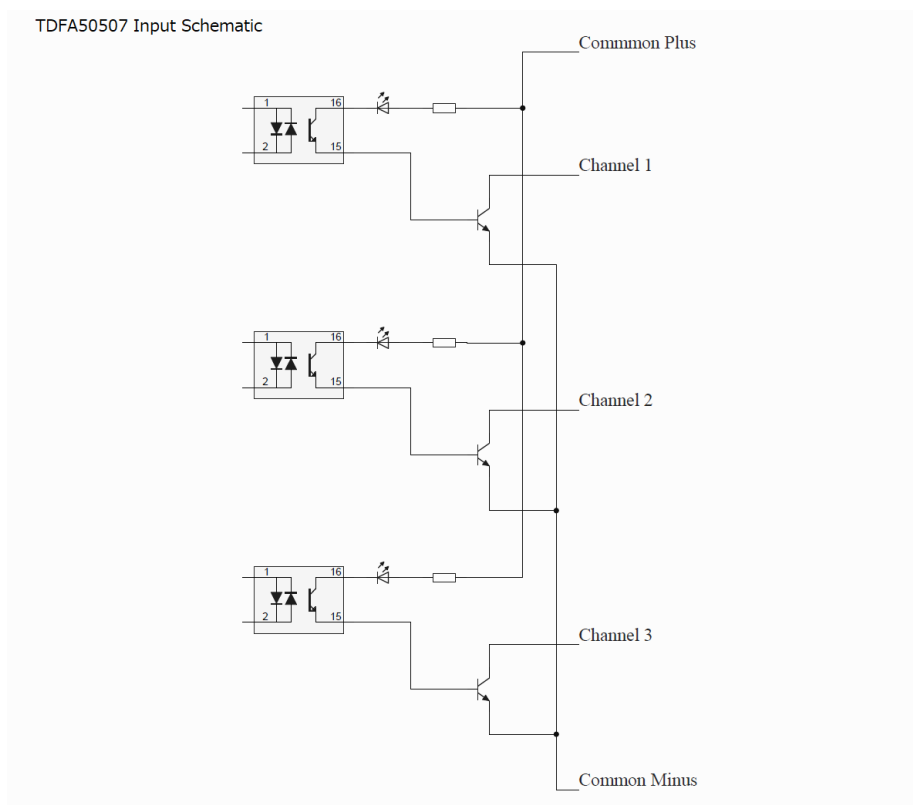 TDFA50507 Input Schematic
Commmon Plus
1 16
2 15
Channel 1
1 16
2 15
Channel 2
1 16
2 15
Channel 3
Common Minus